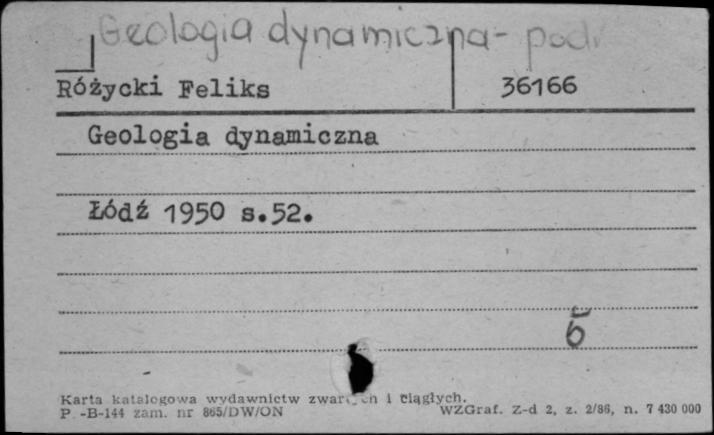 Geologia dynamiczna - podr
Różycki Feliks 36166
Geologia dynamiczna
Łódź 1950 s.52.
6
Karta katalogowa wydawnictw i ciągłych.
P -B-144 zam. nr 865/DW/ON WZGraf. Z-d 2, z. 2/86, n. 7 430 000